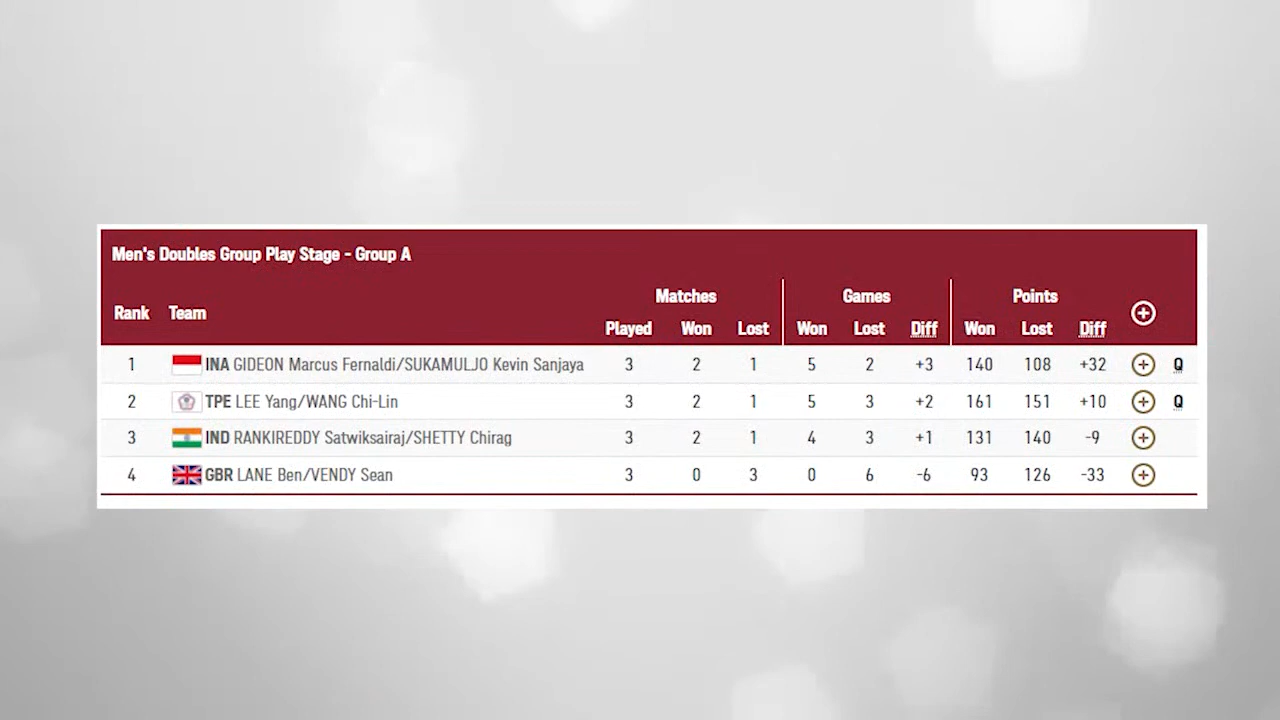 Men's Doubles Group Play Stage - Group A
Matches Games Points
Rank Team Played Won Lost Won Lost Diff Won Lost Diff
1 INA GIDEON Marcus Fernaldi/SUKAMULJO Kevin Sanjaya 3 2 1 5 2 +3 140 108 +32 Q
2 TPE LEE Yang/WANG Chi-Lin 3 2 1 5 3 +2 161 151 +10 Q
3 IND RANKIREDDY Satwiksairaj/SHETTY Chirag 3 2 1 4 3 +1 131 140 -9
4 GBR LANE Ben/VENDY Sean 3 0 3 0 6 -6 93 126 -33